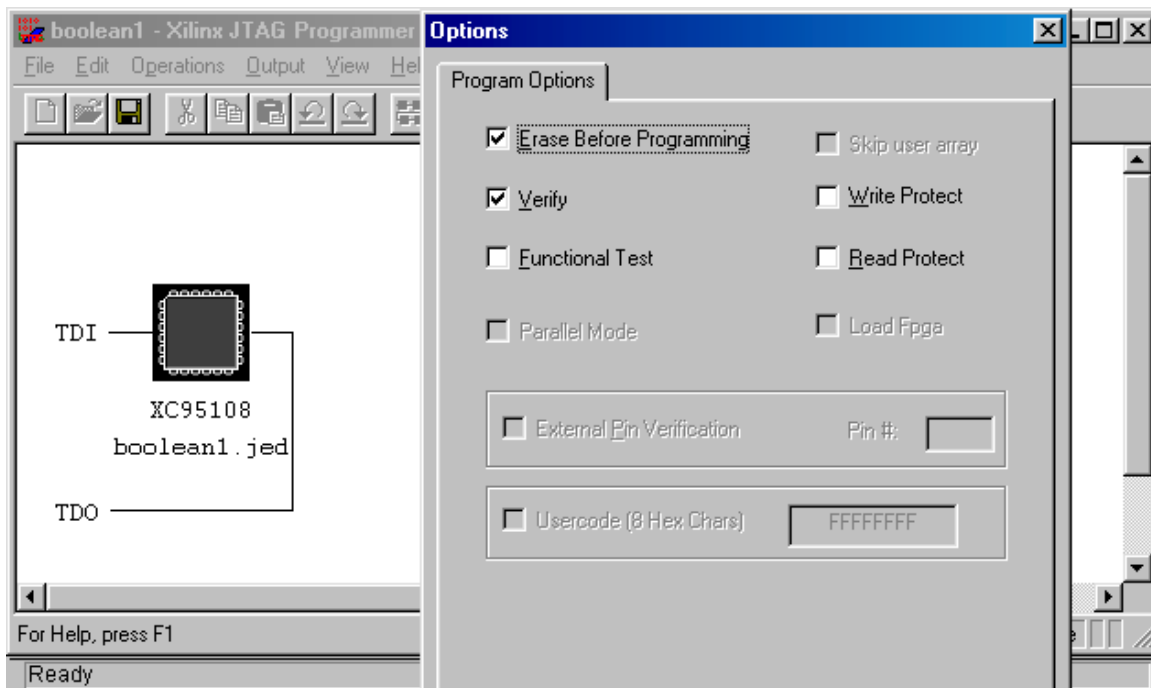 boolean1 - Xilinx JTAG Programmer
File Edit Operations Output View Hel
TDI
XC95108
boolean1.jed
TDO
For Help, press F1
Ready
Options
Program Options
Erase Before Programming
Skip user array
Verify
Write Protect
Functional Test
Read Protect
Parallel Mode
Load Fpga
External Pin Verification
Pin #:
Usercode (8 Hex Chars)
FFFFFFFF